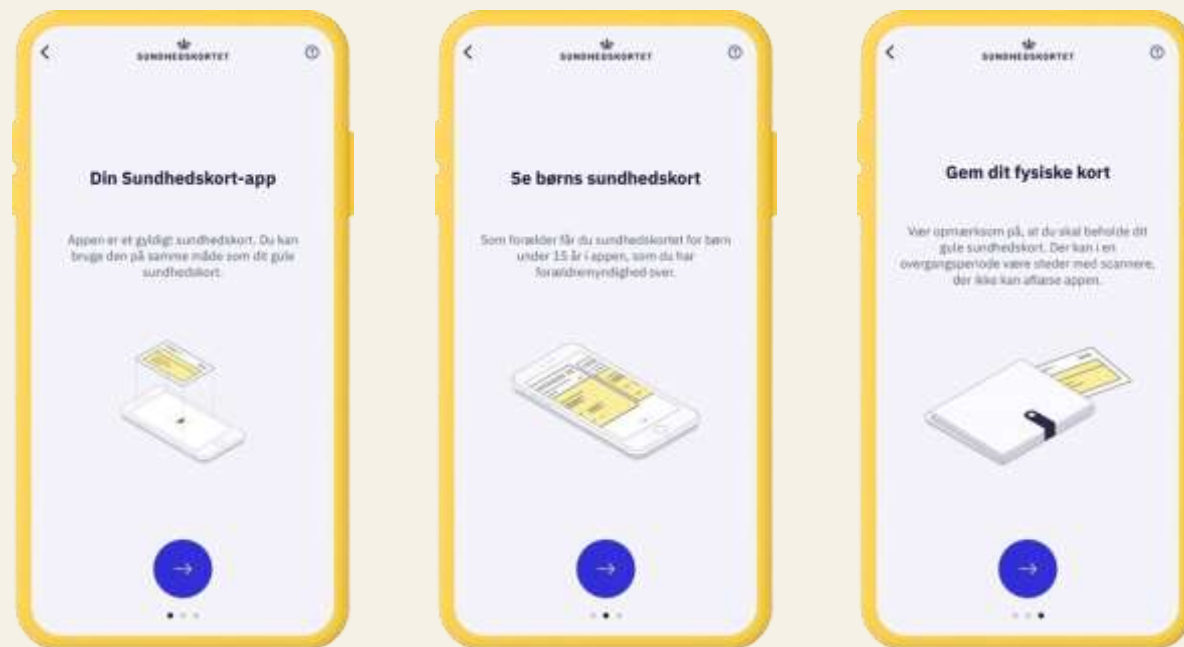 SUNDHEDSKORTET
Din Sundhedskort-app
Appen er et gyldigt sundhedskort. Du kan
bruge den på samme måde som dit gule
sundhedskort.
SUNDHEDSKORTET
Se børns sundhedskort
Som forælder får du sundhedskortet for børn
under 15 år i appen, som du har
forældremyndighed over.
SUNDHEDSKORTET
Gem dit fysiske kort
Vær opmærksom på, at du skal beholde dit
gule sundhedskort. Der kan i en
overgangsperiode være steder med scannere,
der ikke kan aflæse appen.